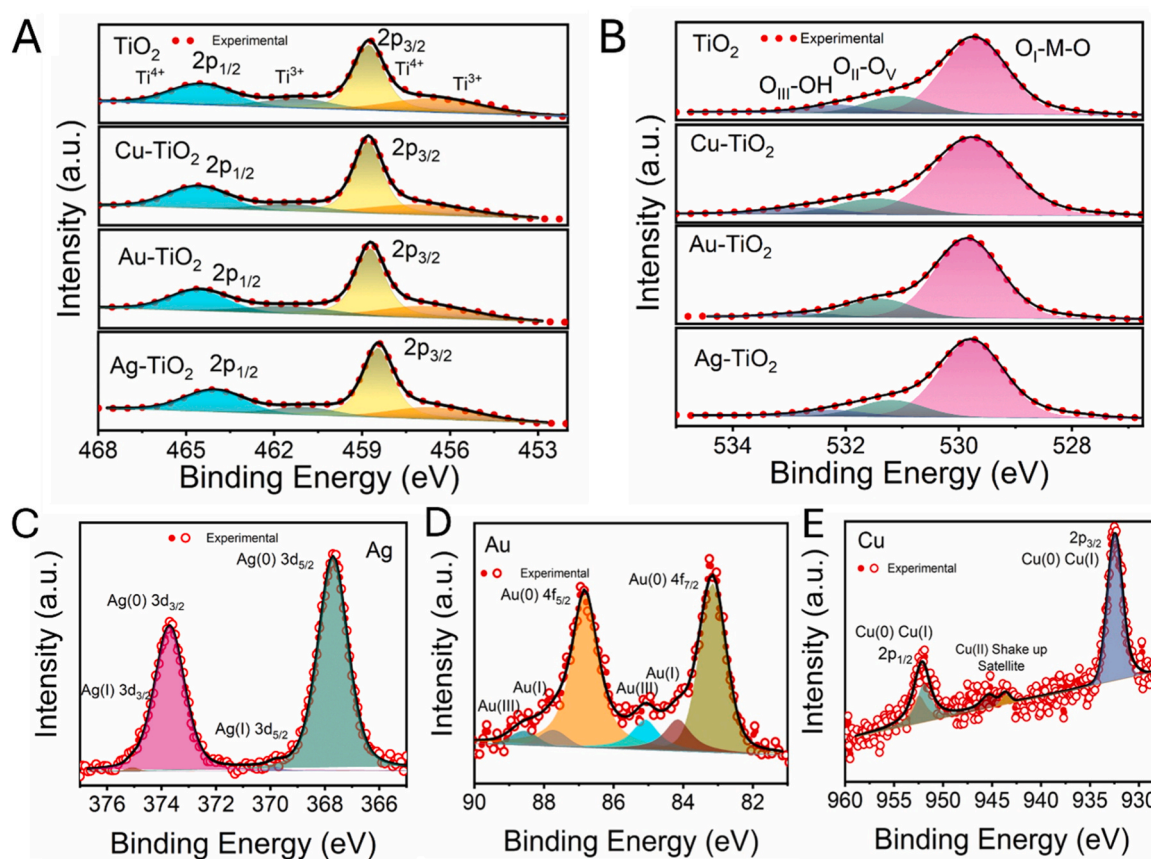 A
TiO2
Experimental
Ti4+
2p1/2
Ti3+
2p3/2
Ti4+
Ti3+
Cu-TiO2
2p1/2
2p3/2
Au-TiO2
2p1/2
2p3/2
Ag-TiO2
2p1/2
2p3/2
Intensity (a.u.)
468 465 462 459 456 453
Binding Energy (eV)
B
TiO2
Experimental
OIII-OH
OII-OV
OI-M-O
Cu-TiO2
Au-TiO2
Ag-TiO2
Intensity (a.u.)
534 532 530 528
Binding Energy (eV)
C
Experimental
Ag
Ag(0) 3d5/2
Ag(0) 3d3/2
Ag(I) 3d3/2
Ag(I) 3d5/2
Intensity (a.u.)
376 374 372 370 368 366
Binding Energy (eV)
D
Au
Experimental
Au(0) 4f5/2
Au(0) 4f7/2
Au(III)
Au(I)
Au(III)
Au(I)
Intensity (a.u.)
90 88 86 84 82
Binding Energy (eV)
E
Cu
Experimental
2p3/2
Cu(0) Cu(I)
Cu(0) Cu(I)
2p1/2
Cu(II) Shake up
Satellite
Intensity (a.u.)
960 955 950 945 940 935 930
Binding Energy (eV)